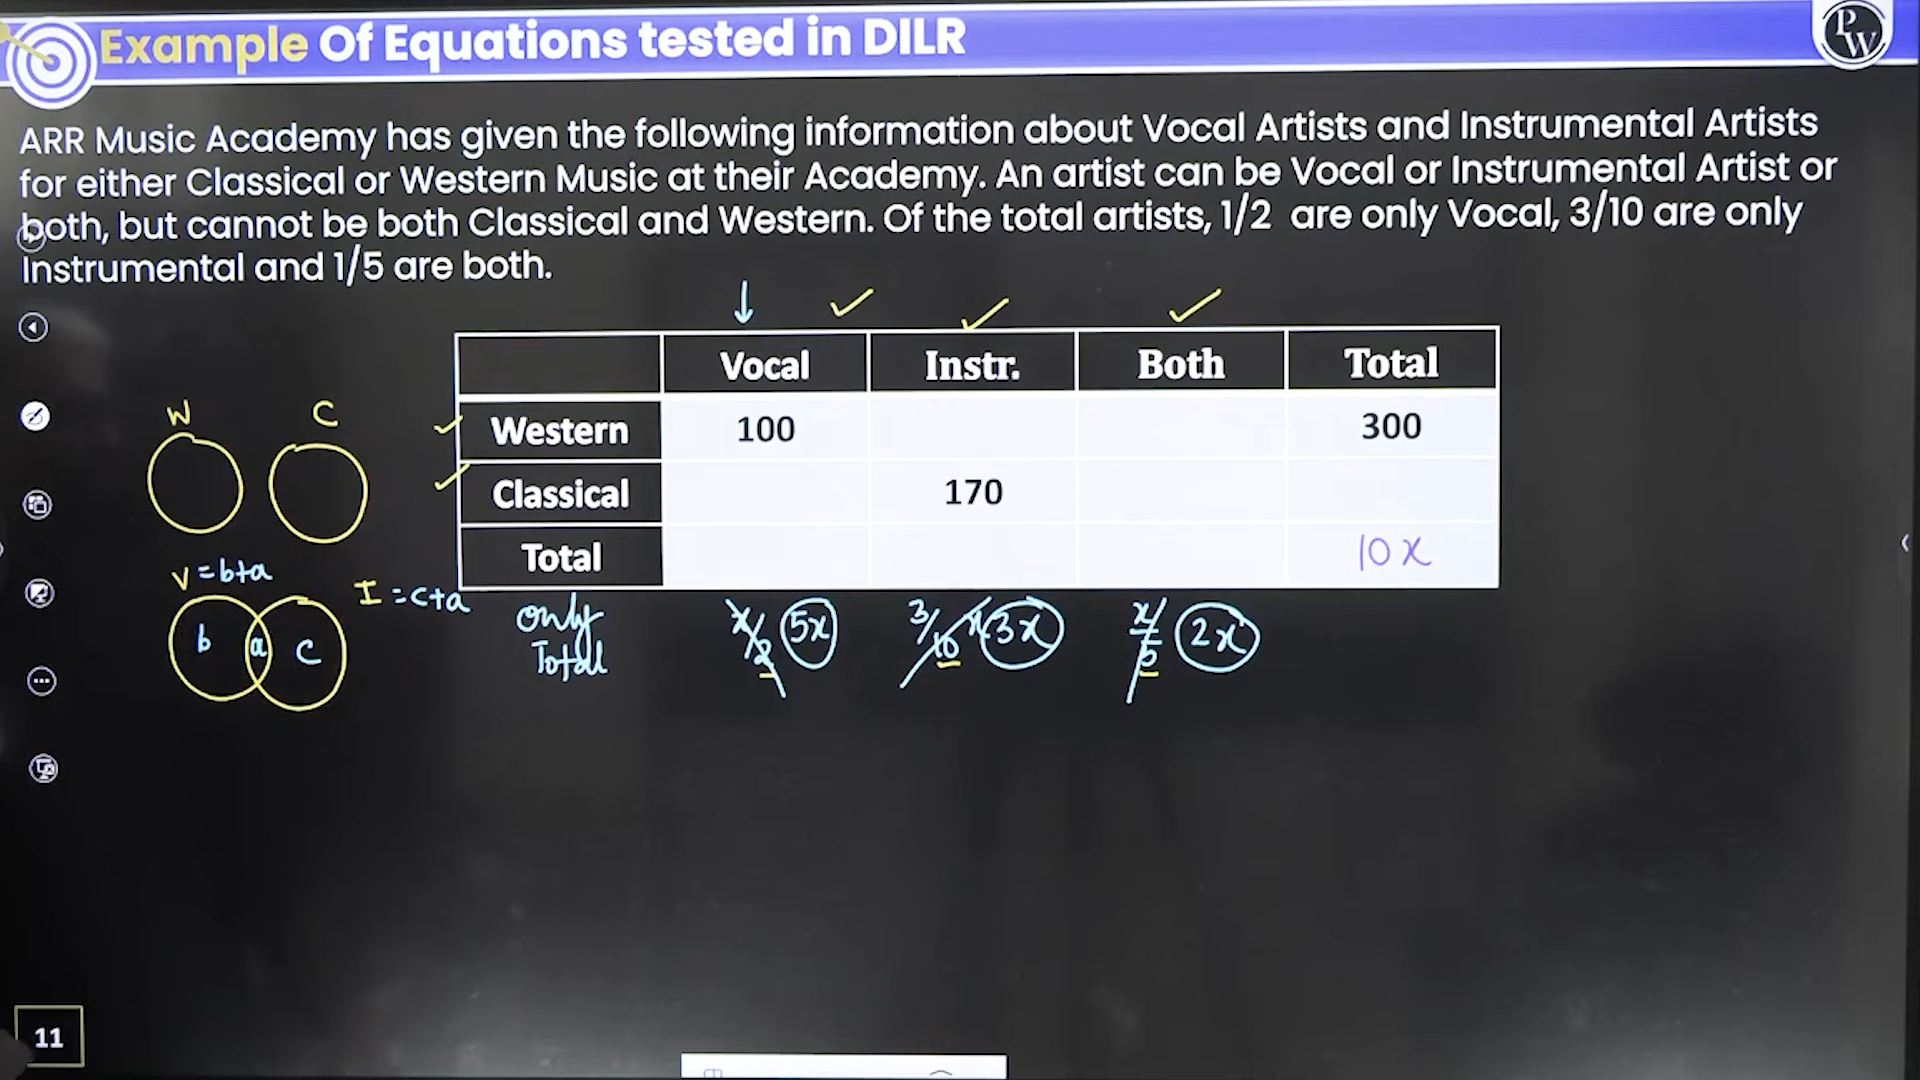 Example Of Equations tested in DILR
PW
ARR Music Academy has given the following information about Vocal Artists and Instrumental Artists
for either Classical or Western Music at their Academy. An artist can be Vocal or Instrumental Artist or
both, but cannot be both Classical and Western. Of the total artists, 1/2 are only Vocal, 3/10 are only
Instrumental and 1/5 are both.
Vocal Instr. Both Total
Western 100 300
Classical 170
Total 10x
W C
V = b+a
I = c+a
b a c
only
Total
x/2 5x 3/10 x 3x x/5 2x
11